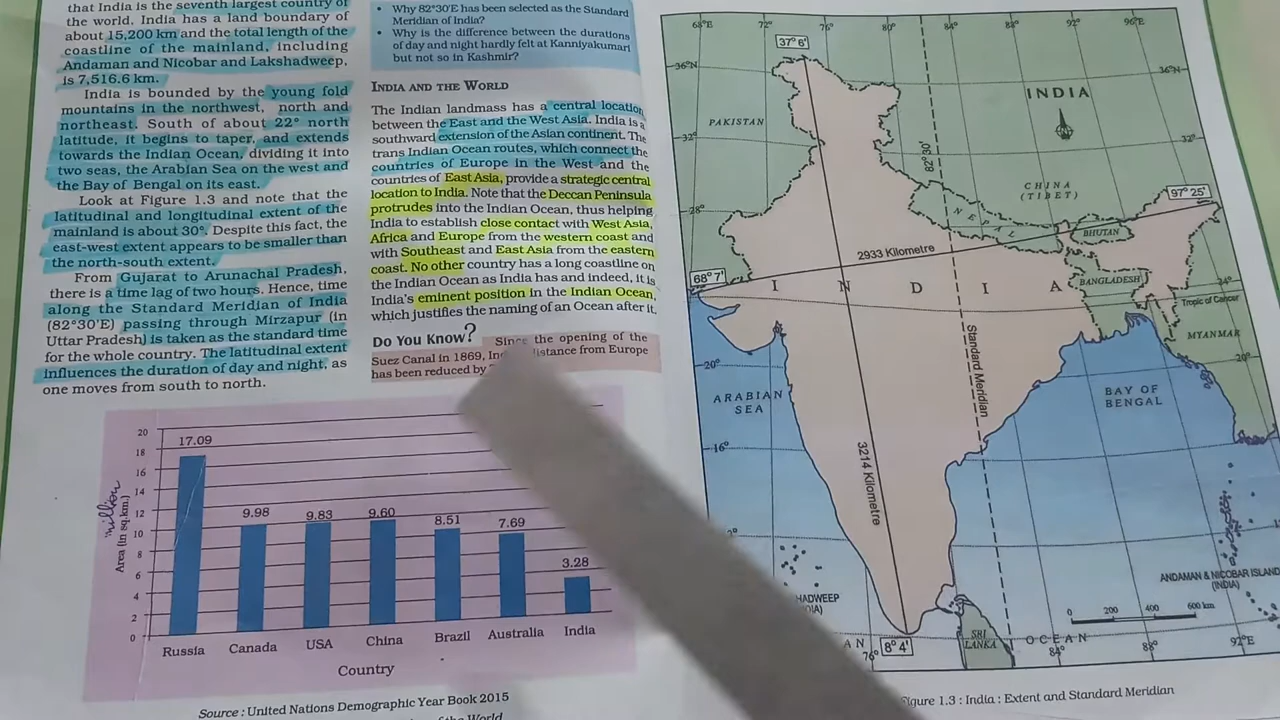 that India is the seventh largest country of
the world. India has a land boundary of
about 15,200 km and the total length of the
coastline of the mainland, including
Andaman and Nicobar and Lakshadweep,
is 7,516.6 km.
India is bounded by the young fold
mountains in the northwest, north and
northeast. South of about 22° north
latitude, it begins to taper, and extends
towards the Indian Ocean, dividing it into
two seas, the Arabian Sea on the west and
the Bay of Bengal on its east.
Look at Figure 1.3 and note that the
latitudinal and longitudinal extent of the
mainland is about 30°. Despite this fact, the
east-west extent appears to be smaller than
the north-south extent.
From Gujarat to Arunachal Pradesh,
there is a time lag of two hours. Hence, time
along the Standard Meridian of India
(82°30'E) passing through Mirzapur (in
Uttar Pradesh) is taken as the standard time
for the whole country. The latitudinal extent
influences the duration of day and night, as
one moves from south to north.
• Why 82°30'E has been selected as the Standard
Meridian of India?
• Why is the difference between the durations
of day and night hardly felt at Kanniyakumari
but not so in Kashmir?
INDIA AND THE WORLD
The Indian landmass has a central location
between the East and the West Asia. India is a
southward extension of the Asian continent. The
trans Indian Ocean routes, which connect the
countries of Europe in the West and the
countries of East Asia, provide a strategic central
location to India. Note that the Deccan Peninsula
protrudes into the Indian Ocean, thus helping
India to establish close contact with West Asia,
Africa and Europe from the western coast and
with Southeast and East Asia from the eastern
coast. No other country has a long coastline on
the Indian Ocean as India has and indeed, it is
India's eminent position in the Indian Ocean,
which justifies the naming of an Ocean after it.
Do You Know? Since the opening of the
Suez Canal in 1869, distance from Europe
has been reduced by
20
18
16
14
12
10
8
6
4
2
0
million
Area (in sq.km.)
17.09
9.98
9.83
9.60
8.51
7.69
3.28
Russia Canada USA China Brazil Australia India
Country
Source : United Nations Demographic Year Book 2015
of the World
68°E 72° 80° 84° 88° 92° 96°E
37° 6'
36°N 36°N
INDIA
PAKISTAN
32° 32°
82° 30'
CHINA
(TIBET)
28°
97° 25'
NEPAL
BHUTAN
2933 Kilometre
68° 7'
INDIA
BANGLADESH
24°
Tropic of Cancer
MYANMAR
20° 20°
Standard Meridian
ARABIAN
SEA
BAY OF
BENGAL
16°
3214 Kilometre
ANDAMAN & NICOBAR ISLAND
(INDIA)
0 200 400 600 km
8° 4'
SRI
LANKA
OCEAN
76° 84° 88° 92°E
Figure 1.3 : India : Extent and Standard Meridian